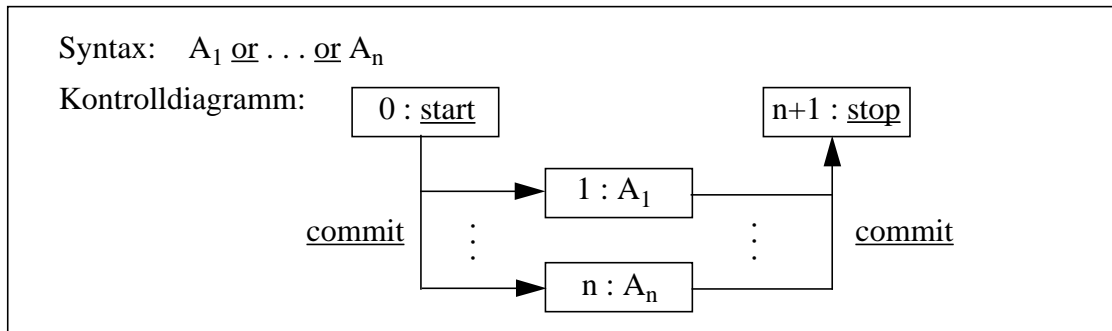 Syntax: A₁ or . . . or Aₙ
Kontrolldiagramm:
0 : start
n+1 : stop
1 : A₁
commit
commit
n : Aₙ